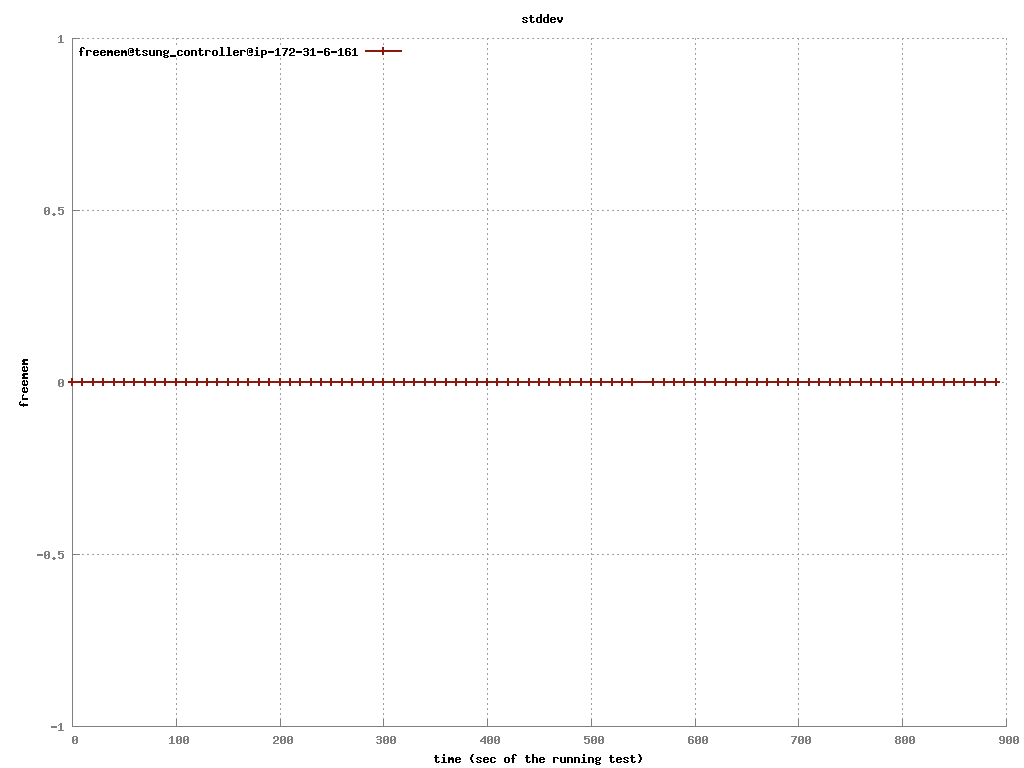 stddev
freemem@tsung_controller@ip-172-31-6-161
1
0.5
0
-0.5
-1
freemem
0 100 200 300 400 500 600 700 800 900
time (sec of the running test)